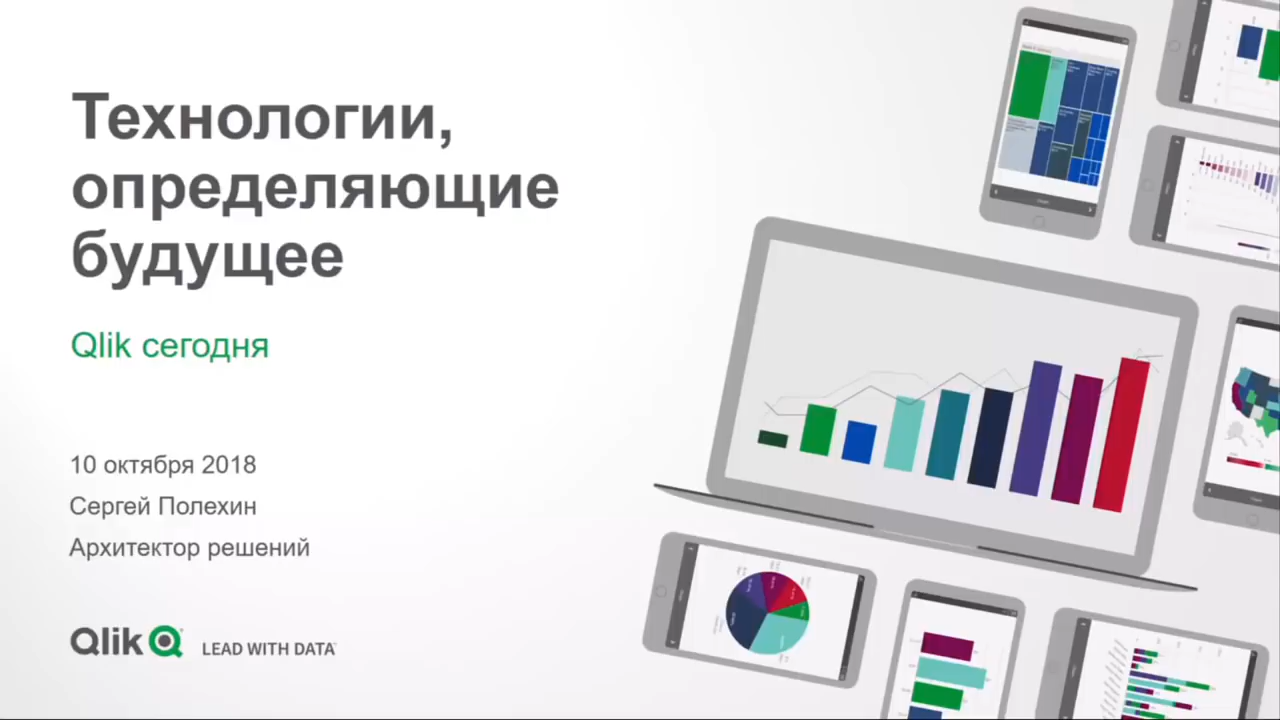 Технологии,
определяющие
будущее
Qlik сегодня
10 октября 2018
Сергей Полехин
Архитектор решений
Qlik
LEAD WITH DATA